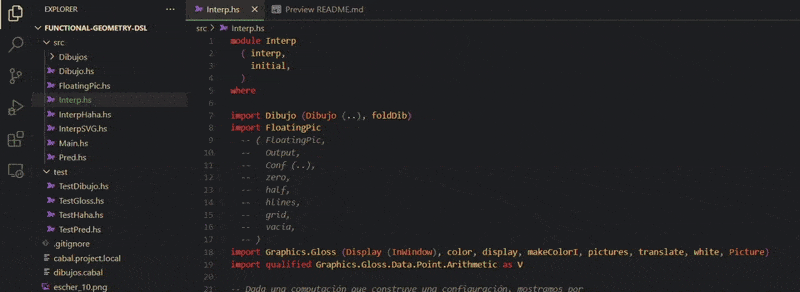 EXPLORER
FUNCTIONAL-GEOMETRY-DSL
src
Dibujos
Dibujo.hs
FloatingPic.hs
Interp.hs
InterpHaha.hs
InterpSVG.hs
Main.hs
Pred.hs
test
TestDibujo.hs
TestGloss.hs
TestHaha.hs
TestPred.hs
.gitignore
cabal.project.local
dibujos.cabal
escher_10.png
Interp.hs
Preview README.md
src > Interp.hs
1 module Interp
2 ( interp,
3 initial,
4 )
5 where
6
7 import Dibujo (Dibujo (..), foldDib)
8 import FloatingPic
9 -- ( FloatingPic,
10 -- Output,
11 -- Conf (..),
12 -- zero,
13 -- half,
14 -- hlines,
15 -- grid,
16 -- vacia,
17 -- )
18 import Graphics.Gloss (Display (InWindow), color, display, makeColorI, pictures, translate, white, Picture)
19 import qualified Graphics.Gloss.Data.Point.Arithmetic as V
20
21 -- Dada una computación que construye una configuración, mostramos por